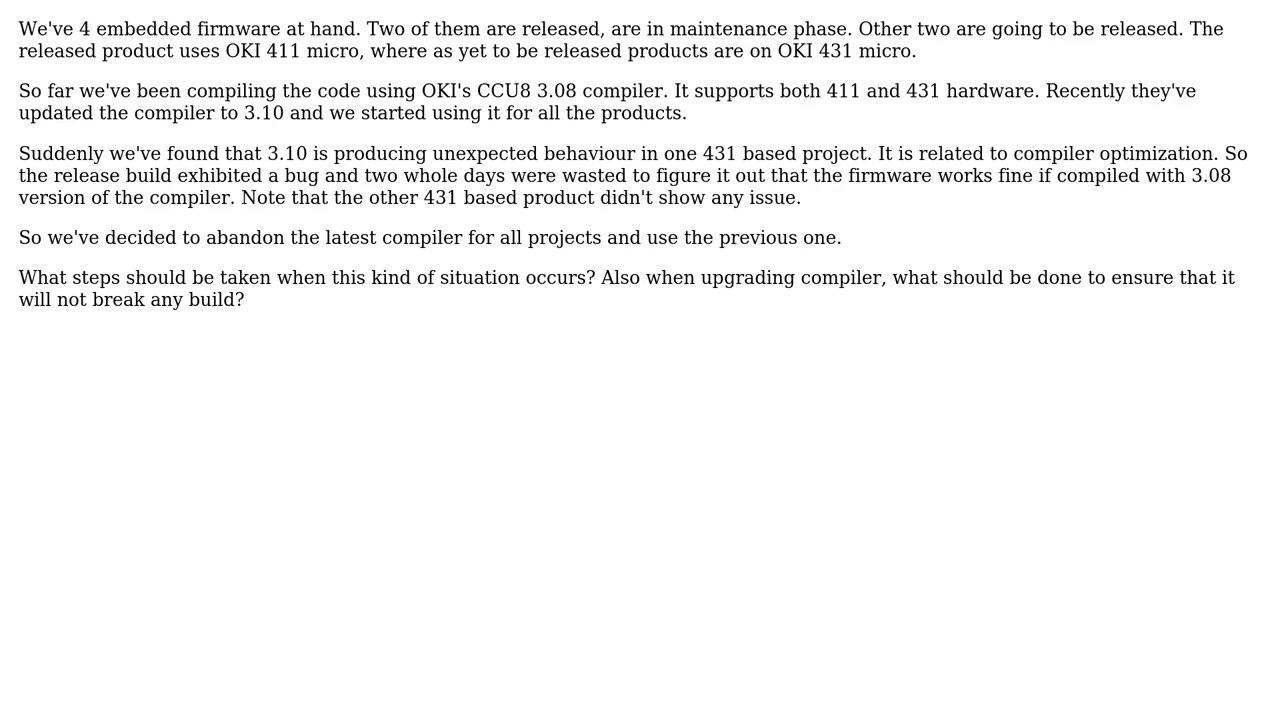 We've 4 embedded firmware at hand. Two of them are released, are in maintenance phase. Other two are going to be released. The
released product uses OKI 411 micro, where as yet to be released products are on OKI 431 micro.
So far we've been compiling the code using OKI's CCU8 3.08 compiler. It supports both 411 and 431 hardware. Recently they've
updated the compiler to 3.10 and we started using it for all the products.
Suddenly we've found that 3.10 is producing unexpected behaviour in one 431 based project. It is related to compiler optimization. So
the release build exhibited a bug and two whole days were wasted to figure it out that the firmware works fine if compiled with 3.08
version of the compiler. Note that the other 431 based product didn't show any issue.
So we've decided to abandon the latest compiler for all projects and use the previous one.
What steps should be taken when this kind of situation occurs? Also when upgrading compiler, what should be done to ensure that it
will not break any build?